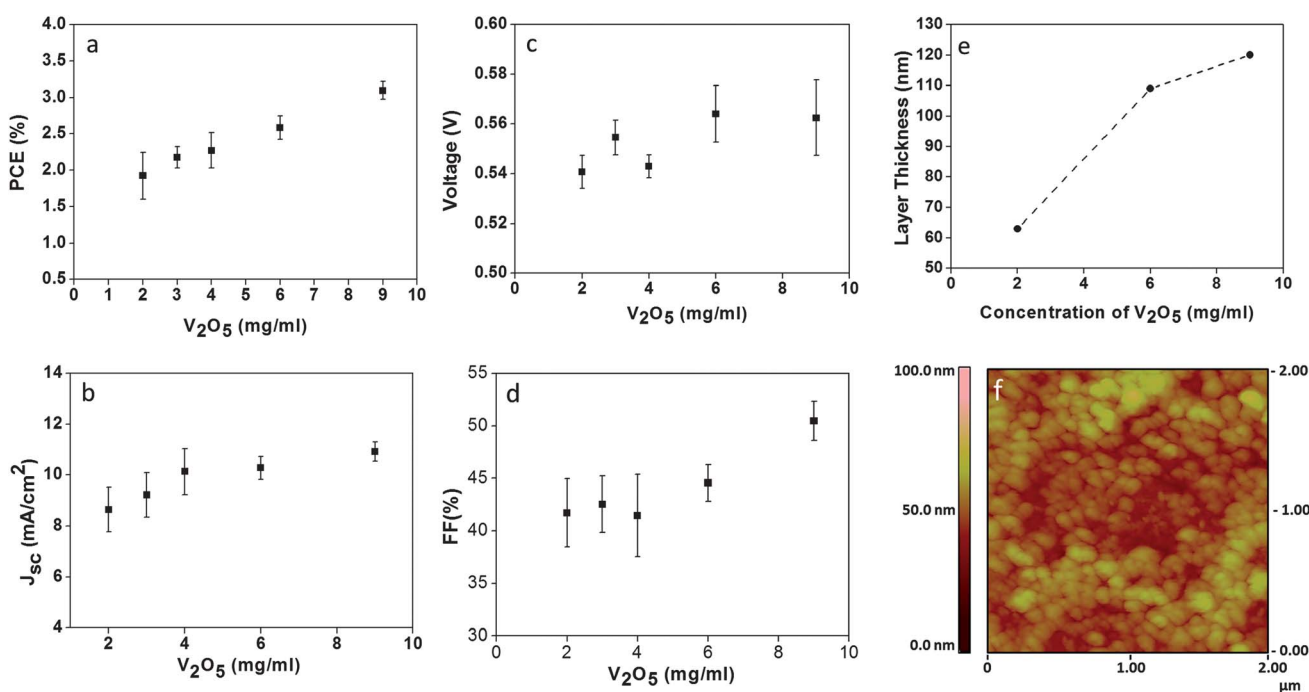 a
4.0
3.5
3.0
2.5
2.0
1.5
1.0
0.5
PCE (%)
0 1 2 3 4 5 6 7 8 9 10
V2O5 (mg/ml)
c
0.60
0.58
0.56
0.54
0.52
0.50
Voltage (V)
0 2 4 6 8 10
V2O5 (mg/ml)
e
130
120
110
100
90
80
70
60
50
Layer Thickness (nm)
0 2 4 6 8 10
Concentration of V2O5 (mg/ml)
b
14
12
10
8
6
4
JSC (mA/cm2)
2 4 6 8 10
V2O5 (mg/ml)
d
55
50
45
40
35
30
FF(%)
0 2 4 6 8 10
V2O5 (mg/ml)
100.0 nm
50.0 nm
0.0 nm
f
- 2.00
- 1.00
- 0.00
0 1.00 2.00
µm